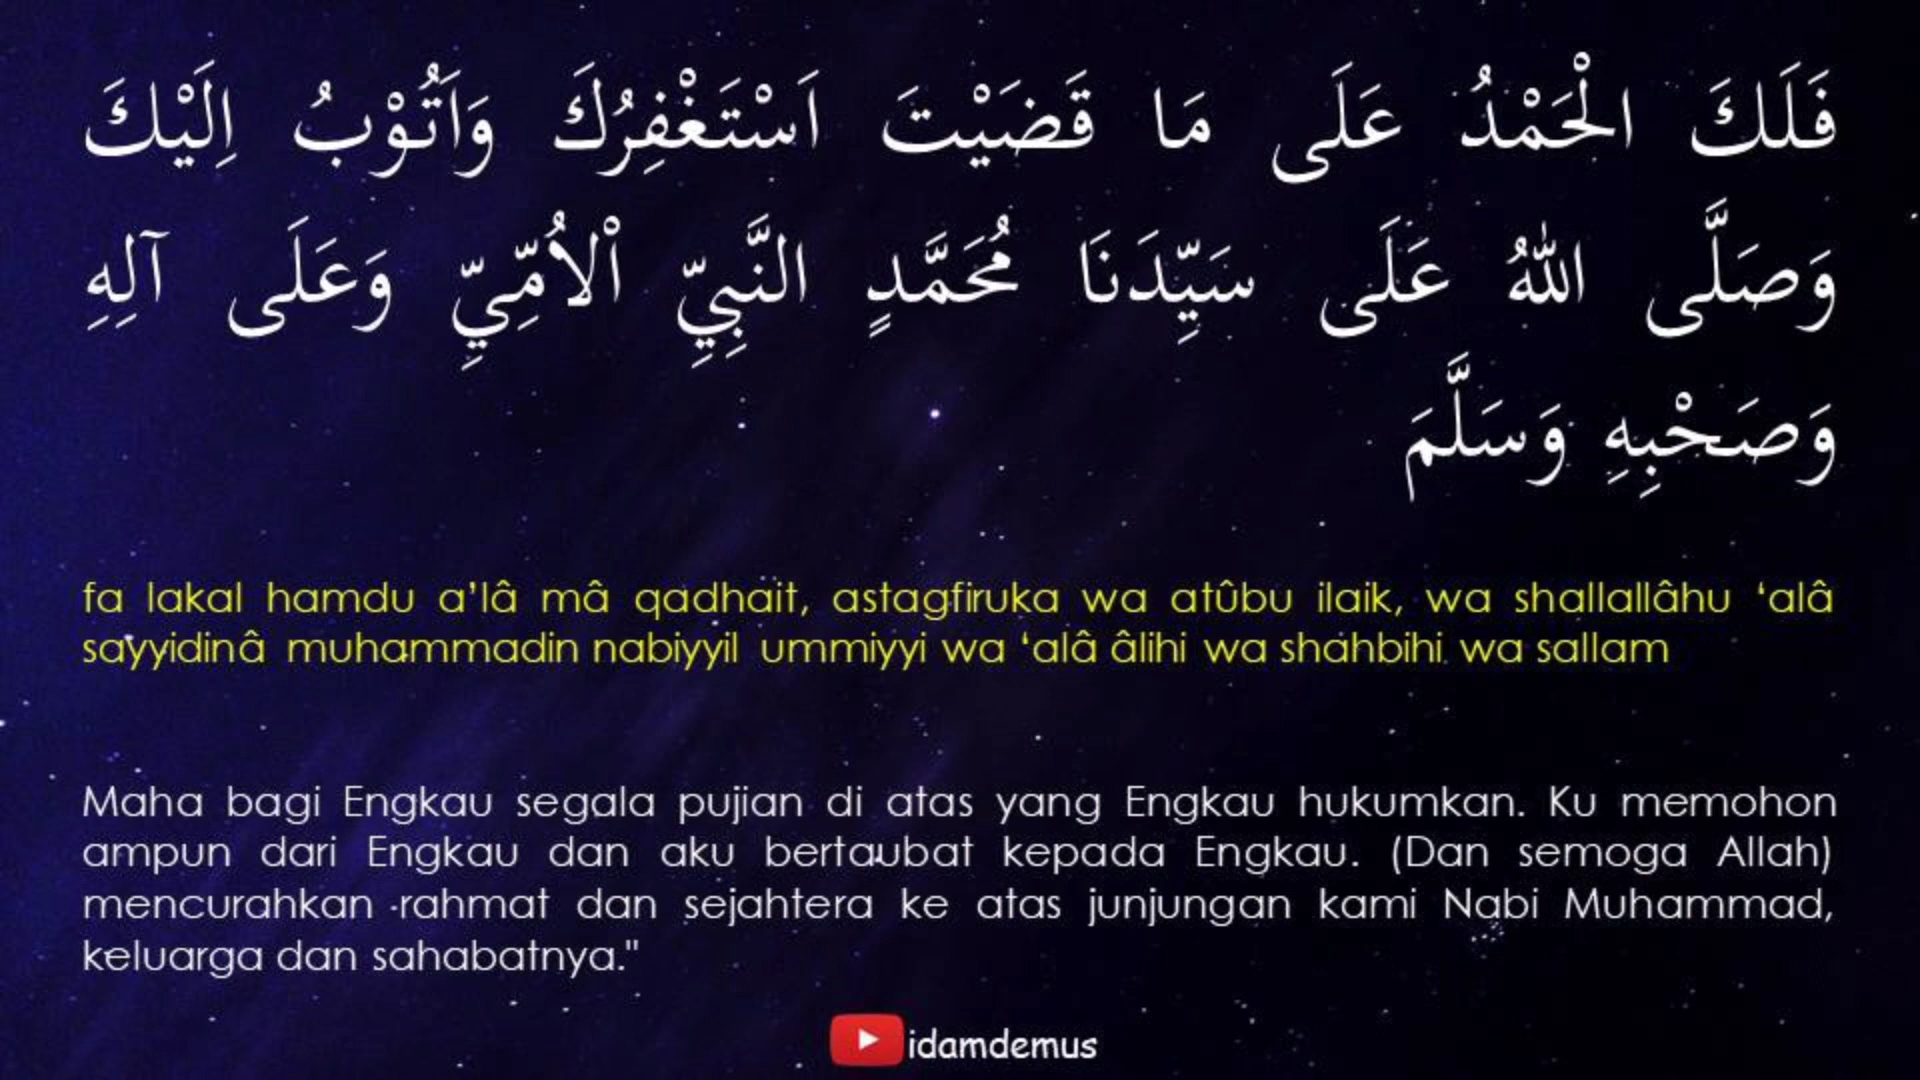 فَلَكَ الْحَمْدُ عَلَى مَا قَضَيْتَ اَسْتَغْفِرُكَ وَاَتُوْبُ اِلَيْكَ
وَصَلَّى اللهُ عَلَى سَيِّدَنَا مُحَمَّدٍ النَّبِيِّ اْلاُمِّيِّ وَعَلَى آلِهِ
وَصَحْبِهِ وَسَلَّمَ
fa lakal hamdu a’lâ mâ qadhait, astagfiruka wa atûbu ilaik, wa shallallâhu ‘alâ
sayyidinâ muhammadin nabiyyil ummiyyi wa ‘alâ âlihi wa shahbihi wa sallam
Maha bagi Engkau segala pujian di atas yang Engkau hukumkan. Ku memohon
ampun dari Engkau dan aku bertaubat kepada Engkau. (Dan semoga Allah)
mencurahkan rahmat dan sejahtera ke atas junjungan kami Nabi Muhammad,
keluarga dan sahabatnya."
idamdemus